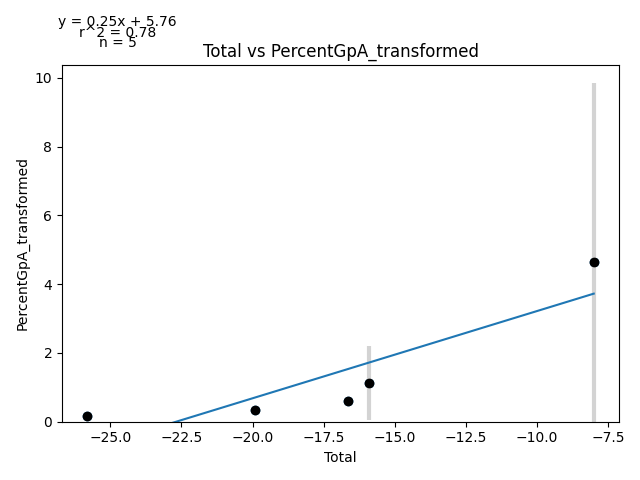 y = 0.25x + 5.76
r^2 = 0.78
n = 5
Total vs PercentGpA_transformed
10
8
6
4
2
0
PercentGpA_transformed
−25.0 −22.5 −20.0 −17.5 −15.0 −12.5 −10.0 −7.5
Total